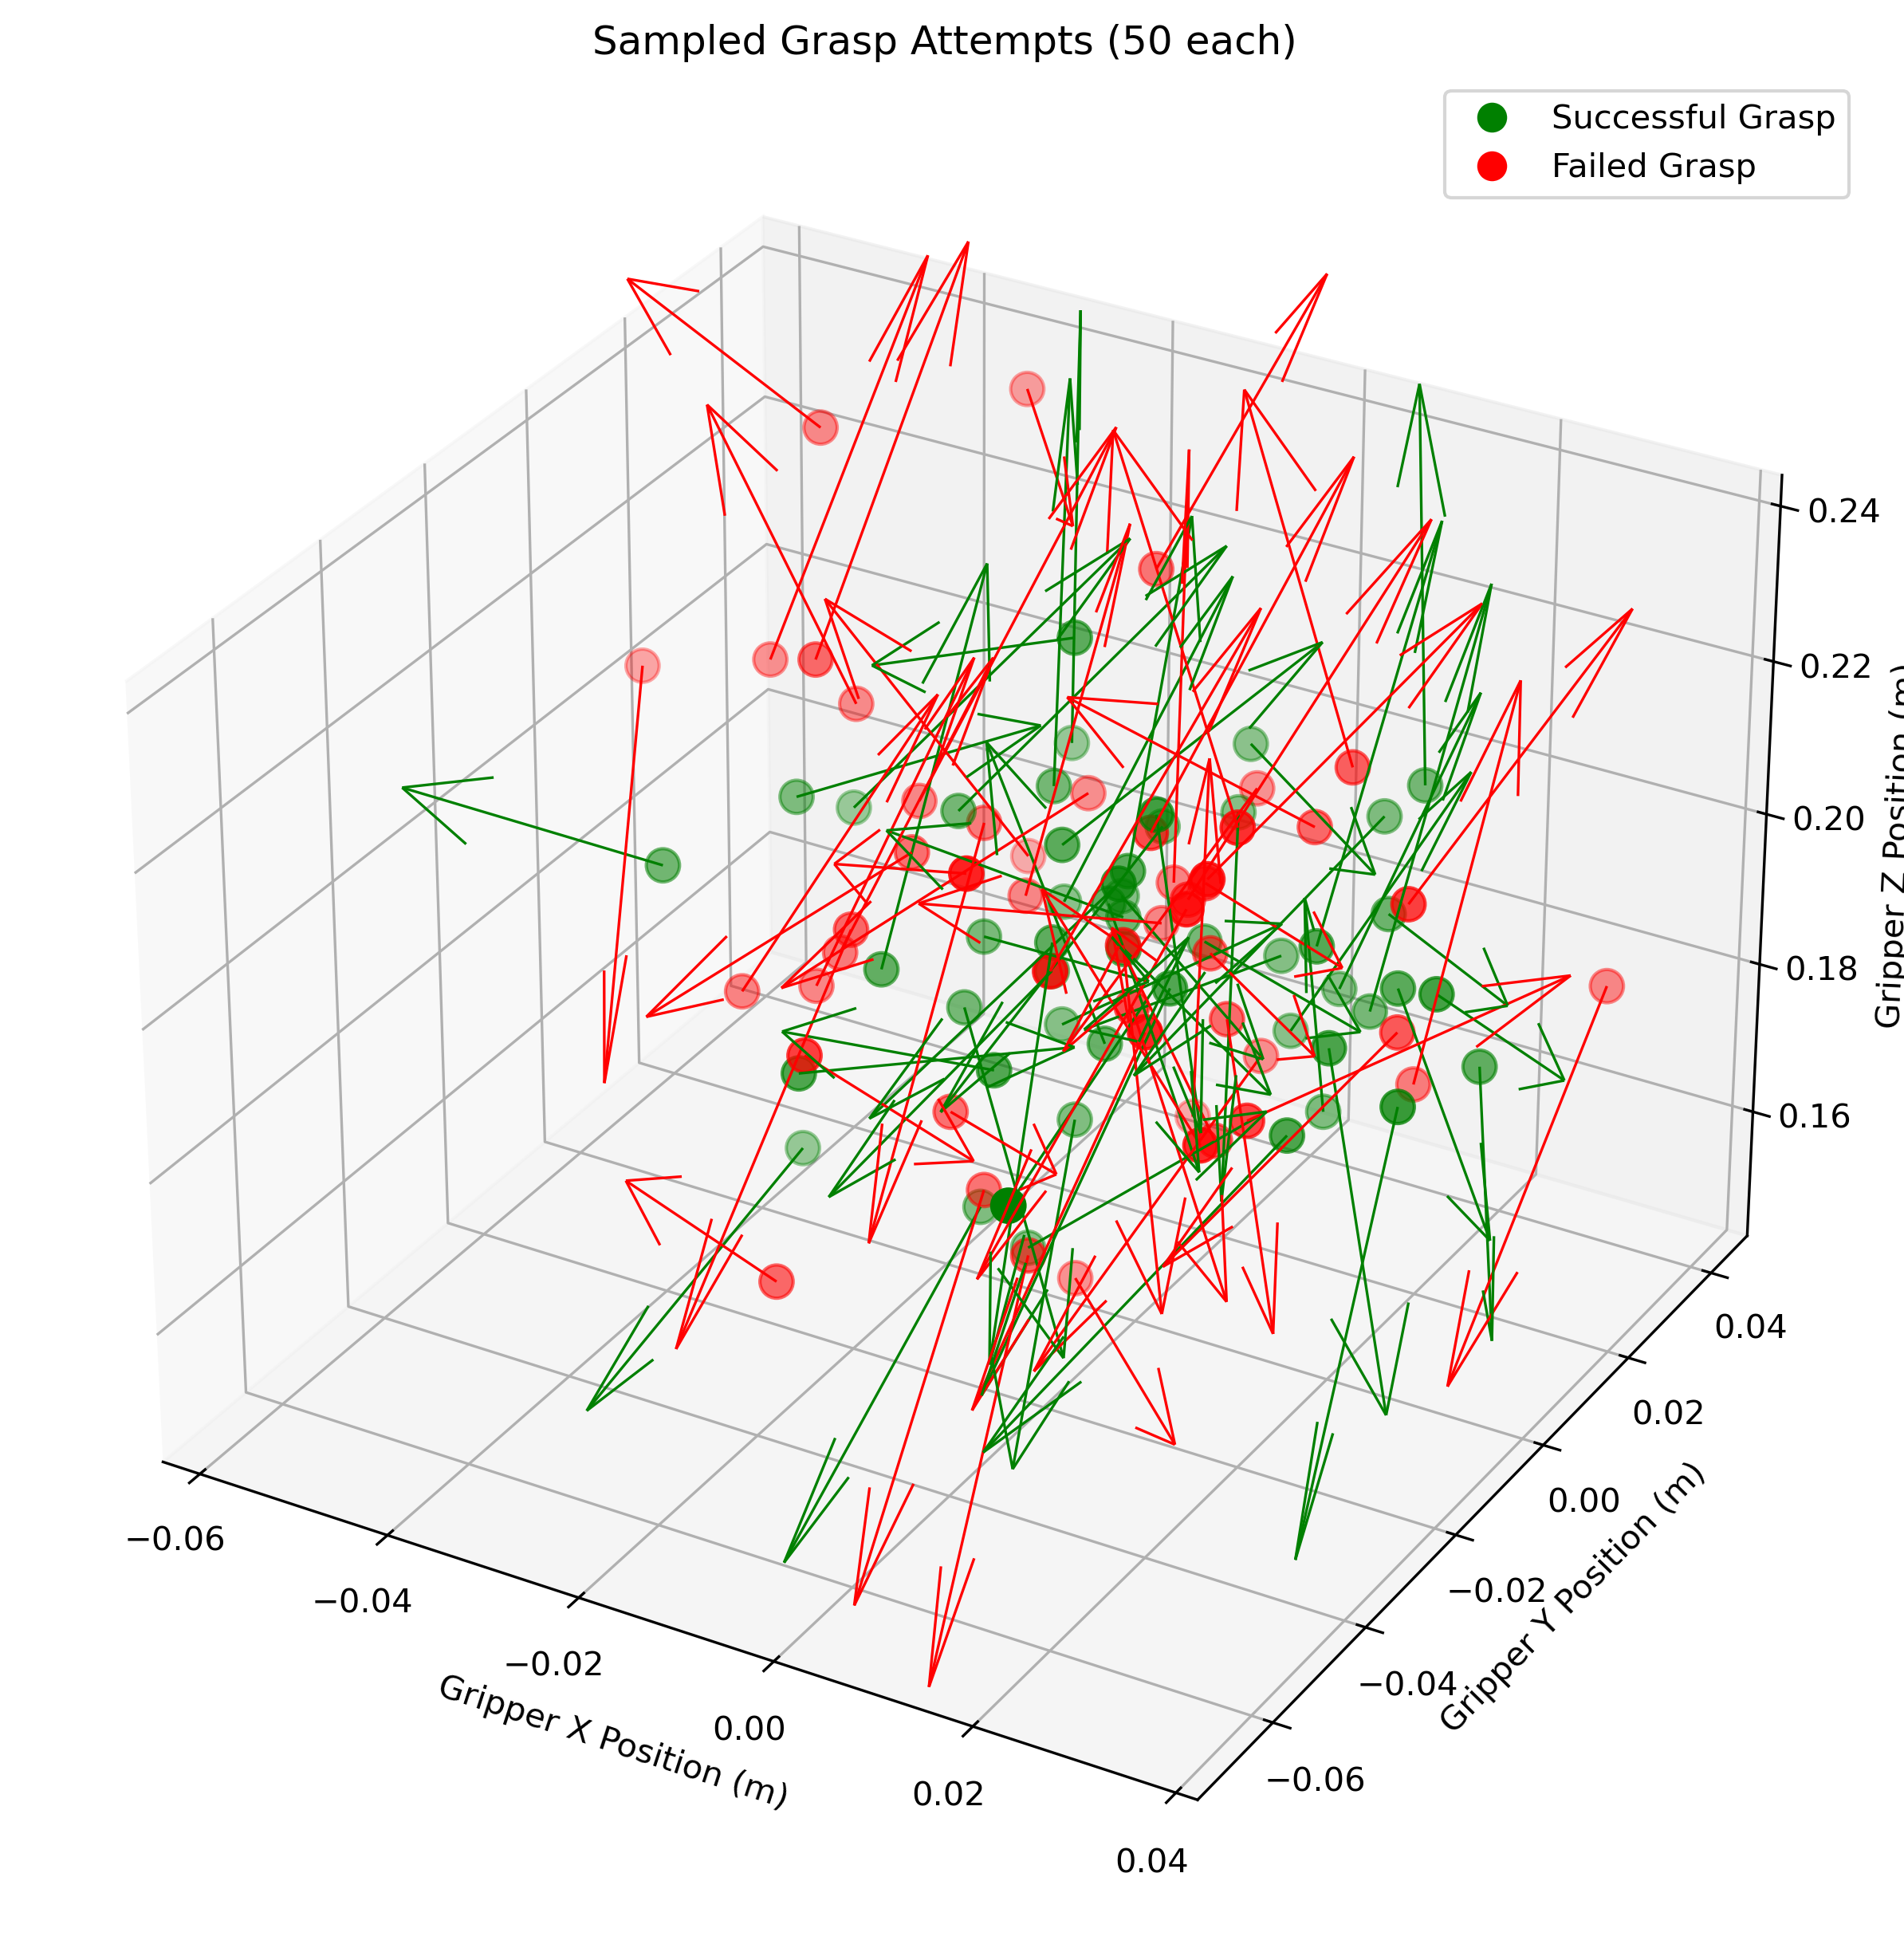 Sampled Grasp Attempts (50 each)
Successful Grasp
Failed Grasp
0.24
0.22
0.20
0.18
0.16
Gripper Z Position (m)
0.04
0.02
0.00
−0.02
−0.04
−0.06
Gripper Y Position (m)
−0.06
−0.04
−0.02
0.00
0.02
0.04
Gripper X Position (m)